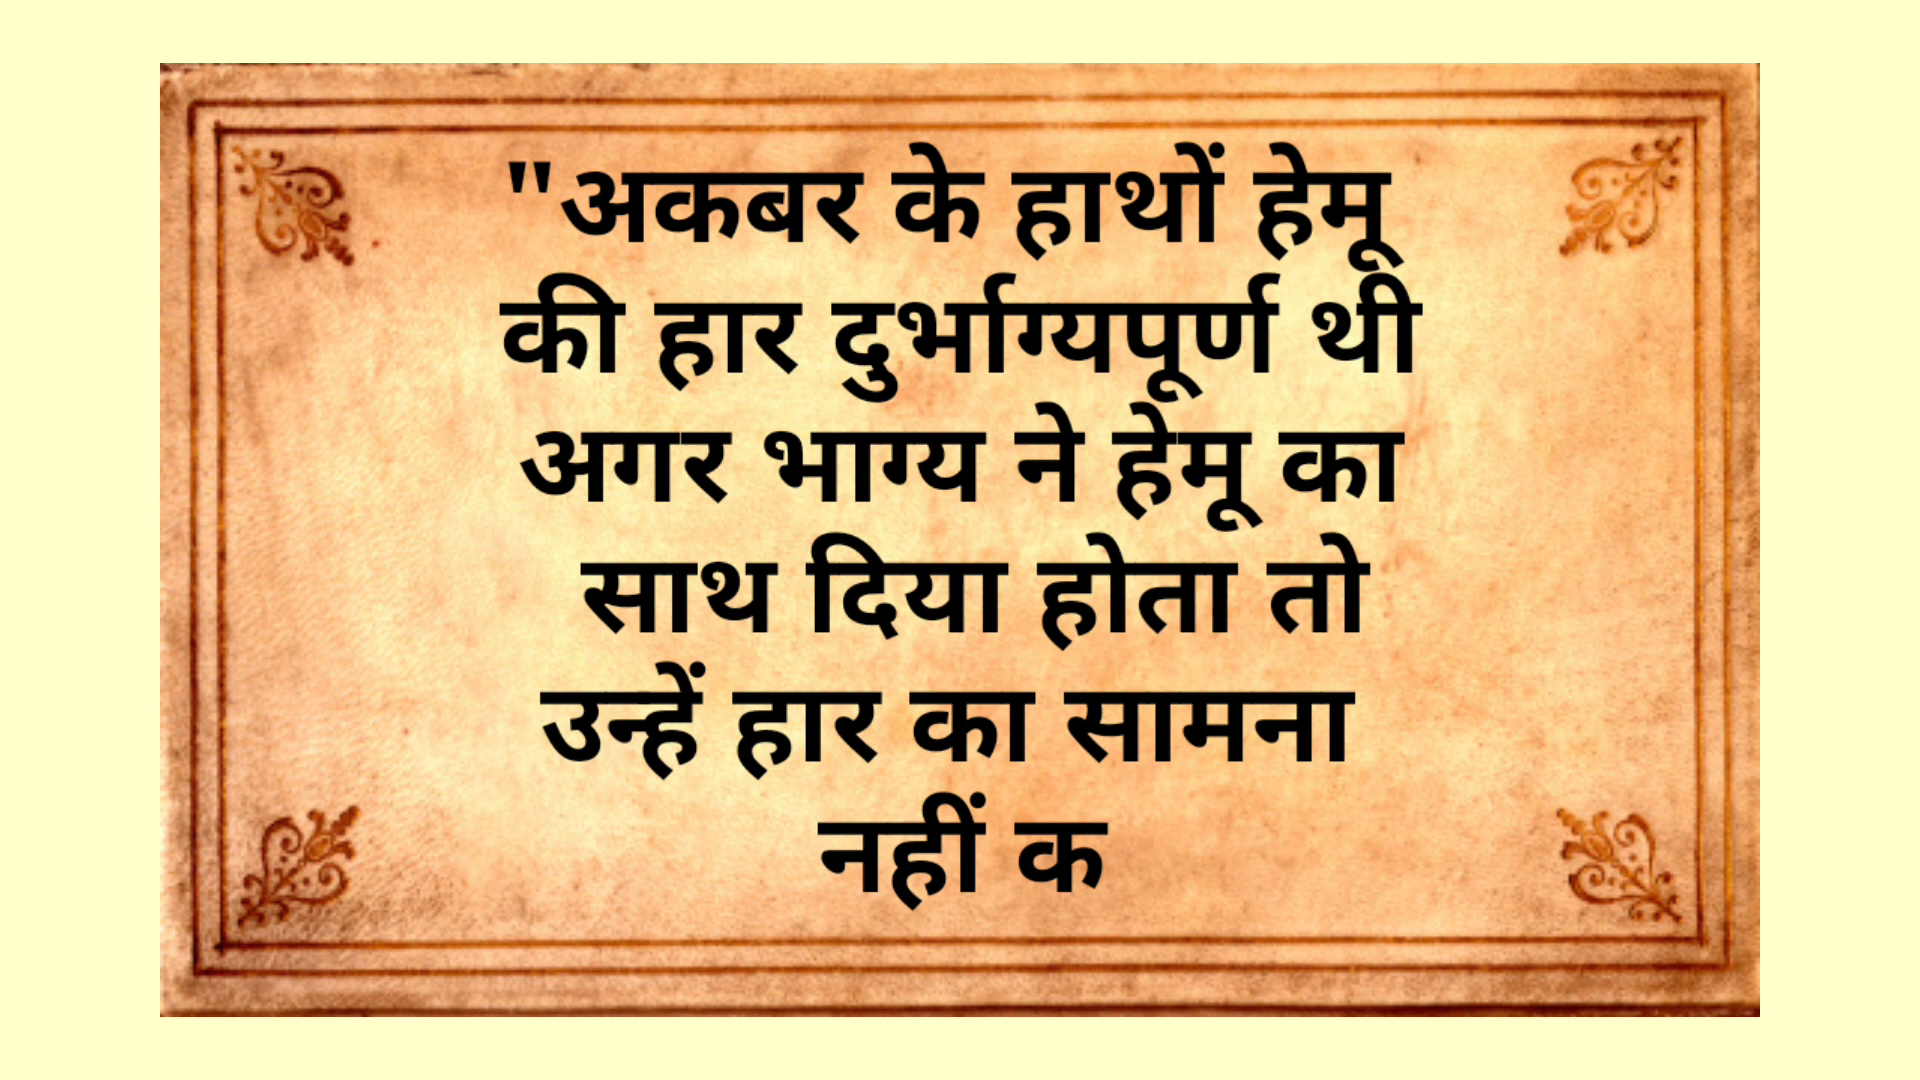 "अकबर के हाथों हेमू
की हार दुर्भाग्यपूर्ण थी
अगर भाग्य ने हेमू का
साथ दिया होता तो
उन्हें हार का सामना
नहीं क